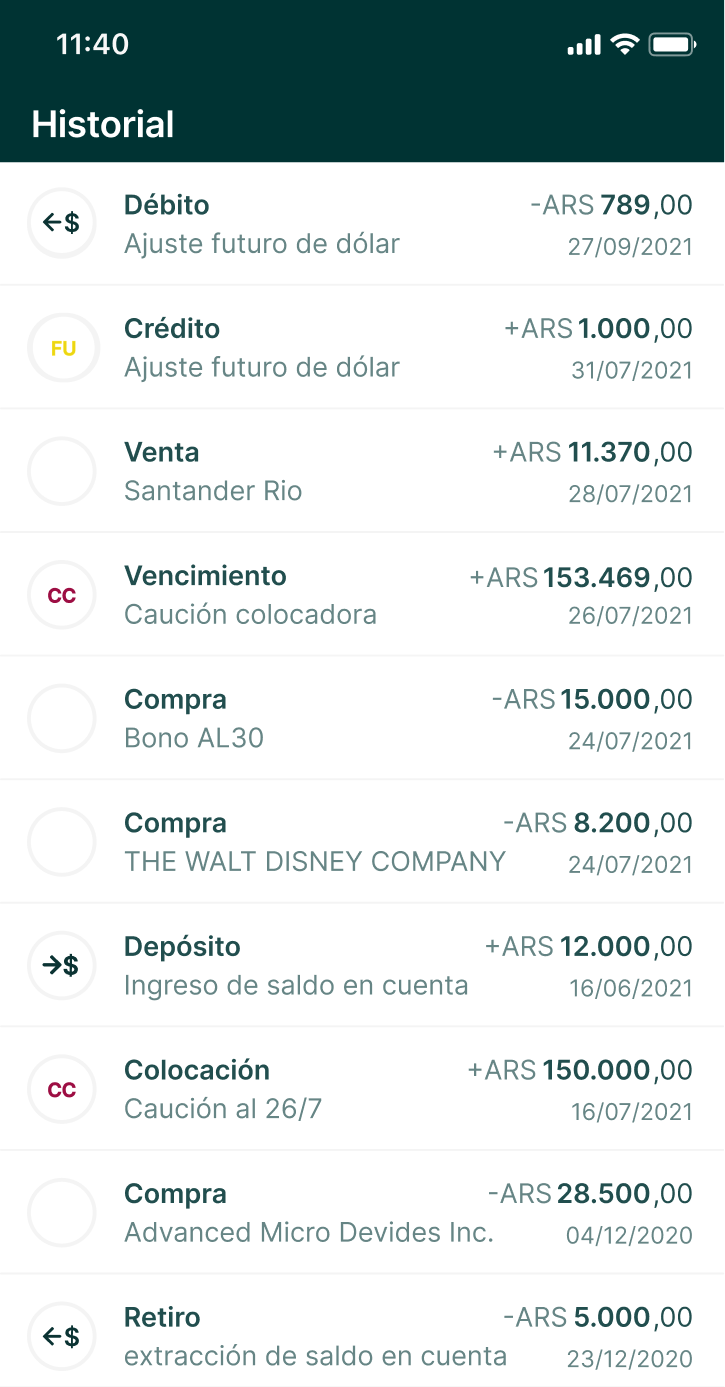 11:40
Historial
←$
Débito
-ARS 789,00
Ajuste futuro de dólar
27/09/2021
FU
Crédito
+ARS 1.000,00
Ajuste futuro de dólar
31/07/2021
Venta
+ARS 11.370,00
Santander Rio
28/07/2021
CC
Vencimiento
+ARS 153.469,00
Caución colocadora
26/07/2021
Compra
-ARS 15.000,00
Bono AL30
24/07/2021
Compra
-ARS 8.200,00
THE WALT DISNEY COMPANY
24/07/2021
→$
Depósito
+ARS 12.000,00
Ingreso de saldo en cuenta
16/06/2021
CC
Colocación
+ARS 150.000,00
Caución al 26/7
16/07/2021
Compra
-ARS 28.500,00
Advanced Micro Devides Inc.
04/12/2020
←$
Retiro
-ARS 5.000,00
extracción de saldo en cuenta
23/12/2020